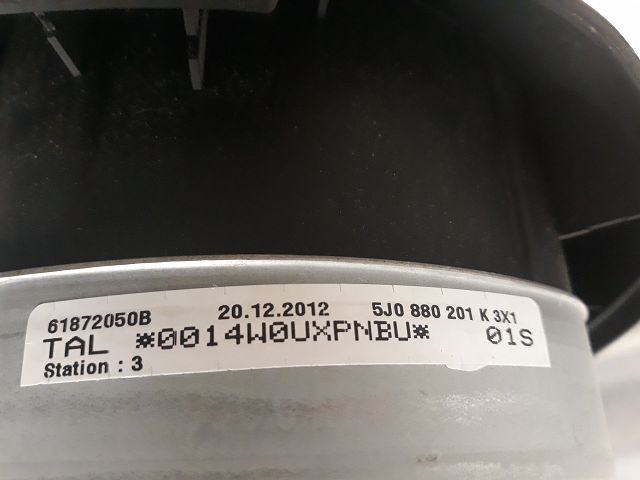 61872050B 20.12.2012 5J0 880 201 K 3X1
TAL *0014W0UXPNBU* 01S
Station : 3